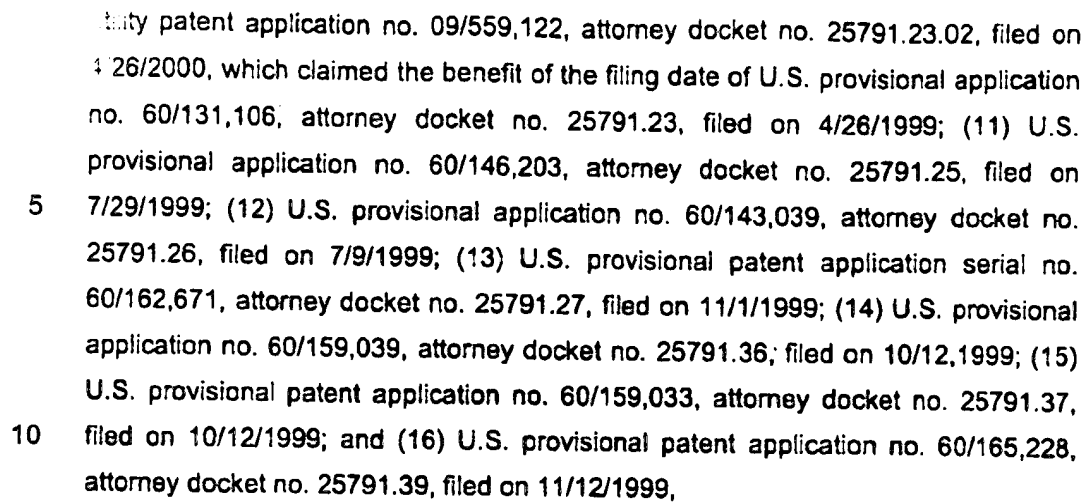 patent application no. 09/559,122, attorney docket no. 25791.23.02, filed on
26/2000, which claimed the benefit of the filing date of U.S. provisional application
no. 60/131,106, attorney docket no. 25791.23, filed on 4/26/1999; (11) U.S.
provisional application no. 60/146,203, attorney docket no. 25791.25, filed on
5 7/29/1999; (12) U.S. provisional application no. 60/143,039, attorney docket no.
25791.26, filed on 7/9/1999; (13) U.S. provisional patent application serial no.
60/162,671, attorney docket no. 25791.27, filed on 11/1/1999; (14) U.S. provisional
application no. 60/159,039, attorney docket no. 25791.36, filed on 10/12,1999; (15)
U.S. provisional patent application no. 60/159,033, attorney docket no. 25791.37,
10 filed on 10/12/1999; and (16) U.S. provisional patent application no. 60/165,228,
attorney docket no. 25791.39, filed on 11/12/1999,